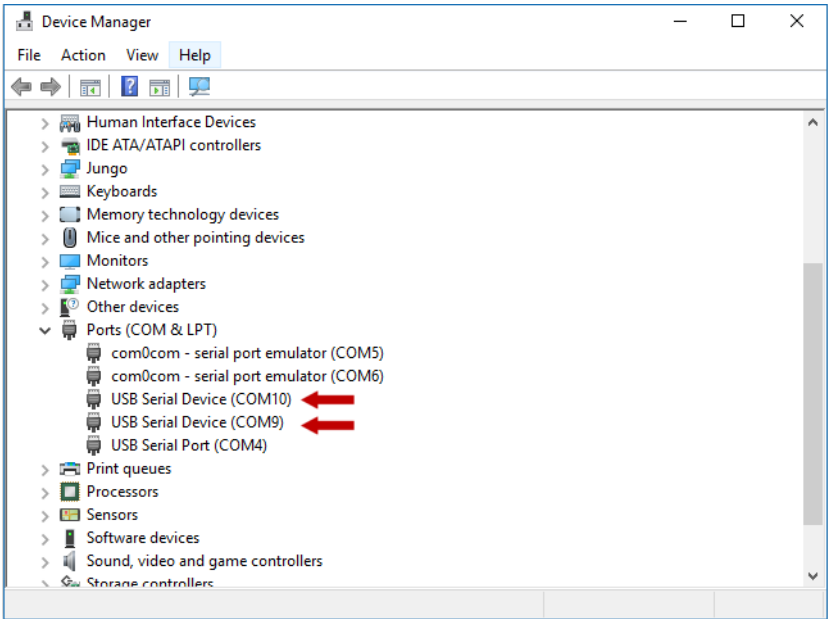 Device Manager
File Action View Help
Human Interface Devices
IDE ATA/ATAPI controllers
Jungo
Keyboards
Memory technology devices
Mice and other pointing devices
Monitors
Network adapters
Other devices
Ports (COM & LPT)
com0com - serial port emulator (COM5)
com0com - serial port emulator (COM6)
USB Serial Device (COM10)
USB Serial Device (COM9)
USB Serial Port (COM4)
Print queues
Processors
Sensors
Software devices
Sound, video and game controllers
Storage controllers